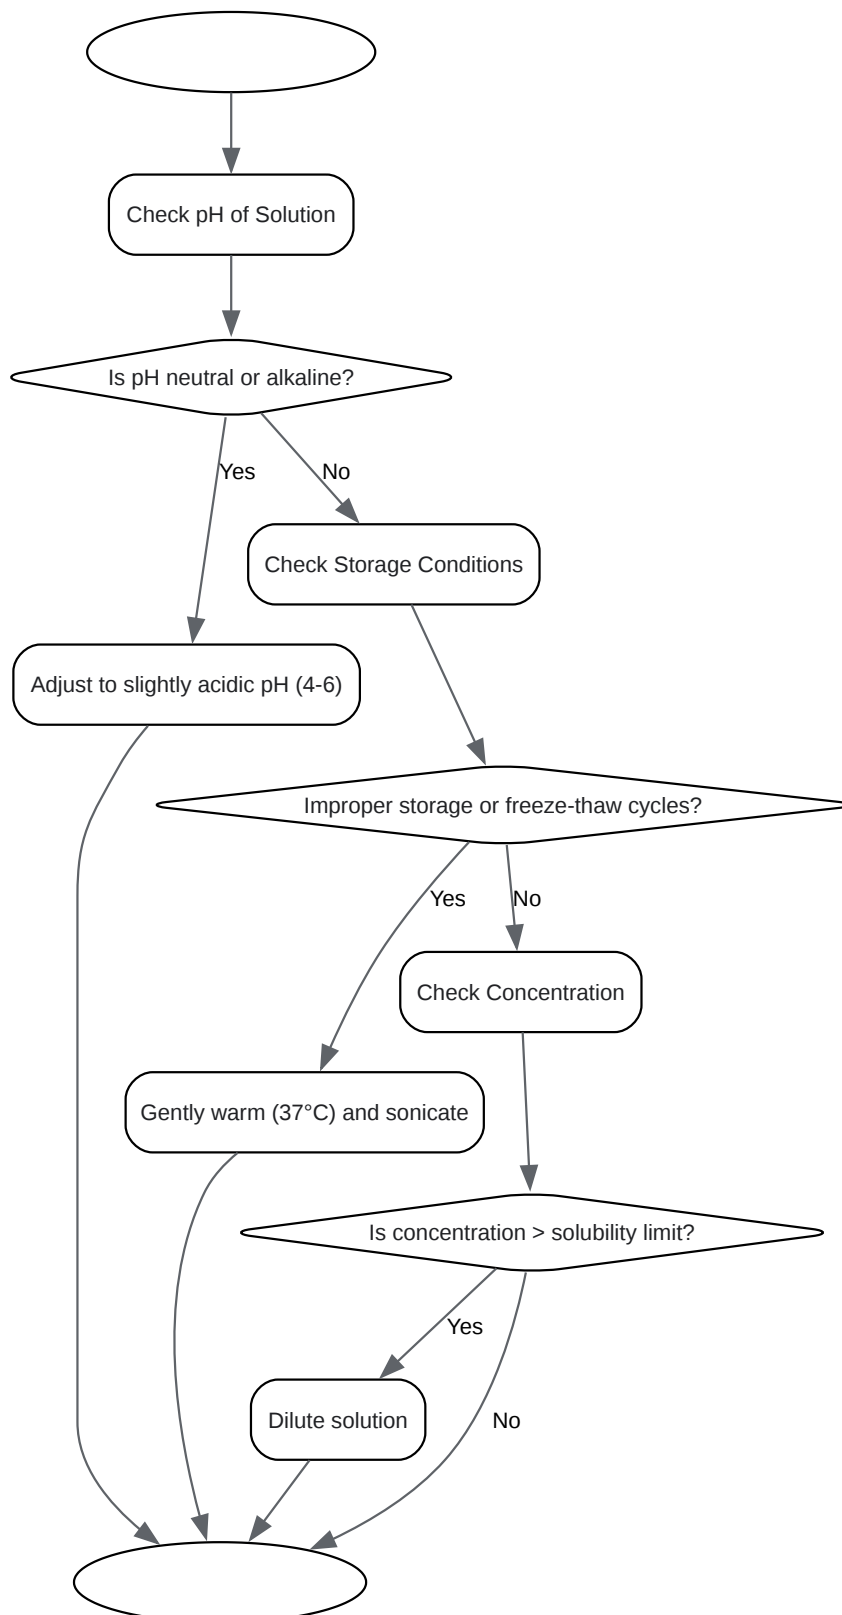 Check pH of Solution
Is pH neutral or alkaline?
Yes
No
Check Storage Conditions
Adjust to slightly acidic pH (4-6)
Improper storage or freeze-thaw cycles?
Yes
No
Check Concentration
Gently warm (37°C) and sonicate
Is concentration > solubility limit?
Yes
Dilute solution
No